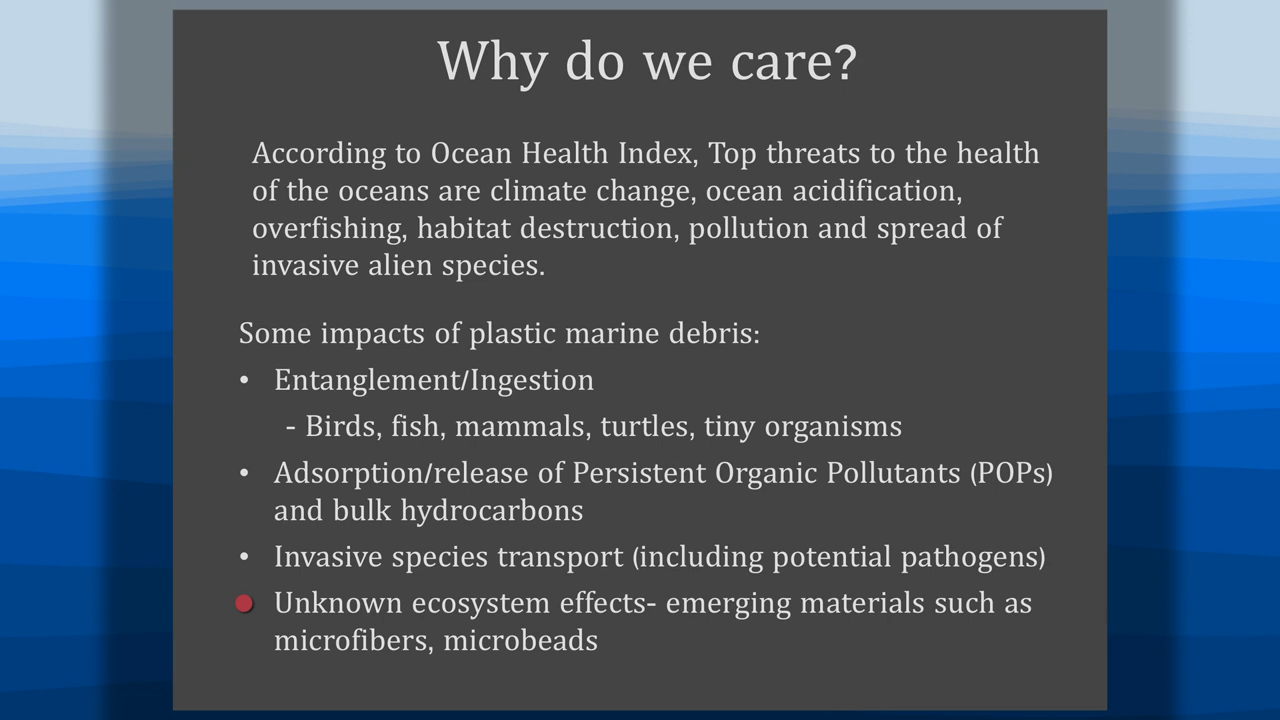 Why do we care?
According to Ocean Health Index, Top threats to the health
of the oceans are climate change, ocean acidification,
overfishing, habitat destruction, pollution and spread of
invasive alien species.
Some impacts of plastic marine debris:
• Entanglement/Ingestion
- Birds, fish, mammals, turtles, tiny organisms
• Adsorption/release of Persistent Organic Pollutants (POPs)
and bulk hydrocarbons
• Invasive species transport (including potential pathogens)
Unknown ecosystem effects- emerging materials such as
microfibers, microbeads